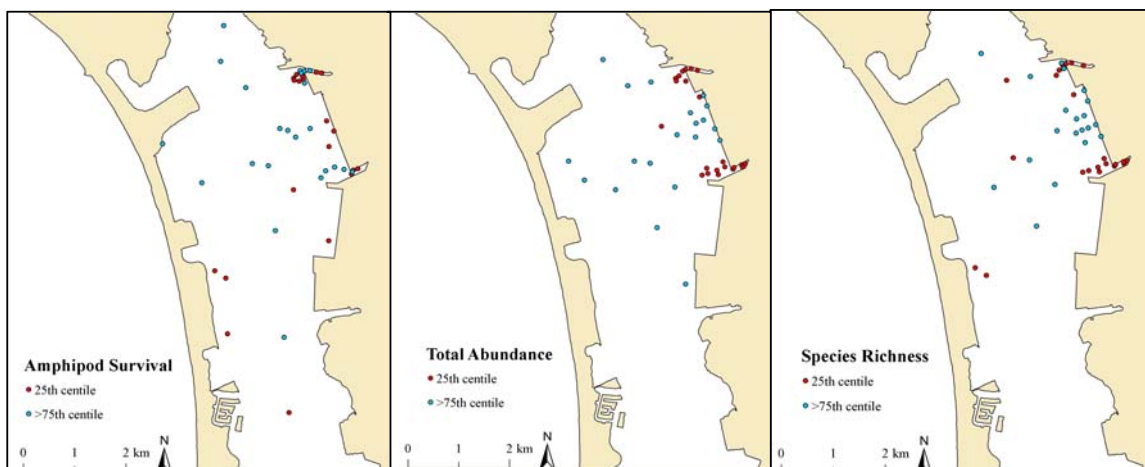 Amphipod Survival
25th centile
>75th centile
N
0 1 2 km
Total Abundance
25th centile
>75th centile
N
0 1 2 km
Species Richness
25th centile
>75th centile
N
0 1 2 km